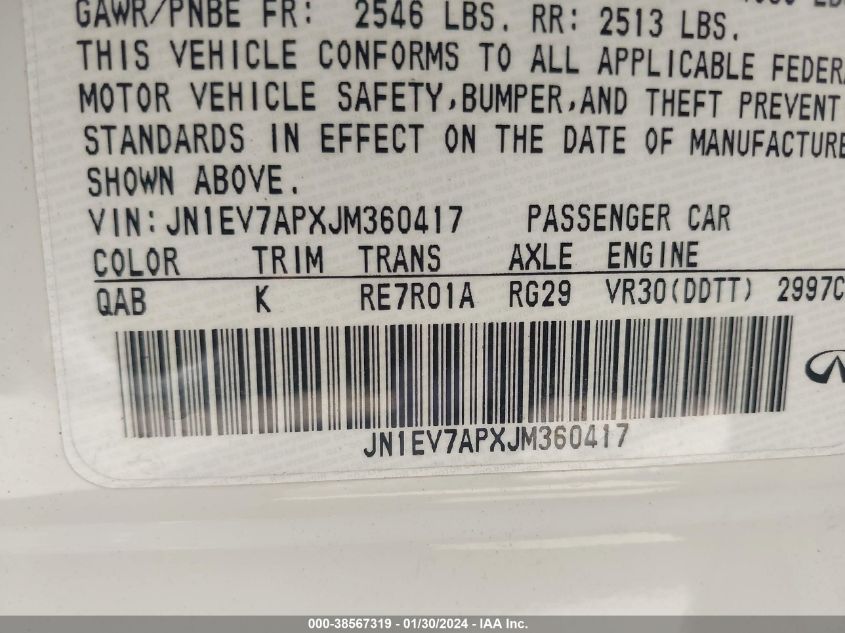 GAWR/PNBE FR: 2546 LBS. RR: 2513 LBS.
THIS VEHICLE CONFORMS TO ALL APPLICABLE FEDERA
MOTOR VEHICLE SAFETY,BUMPER,AND THEFT PREVENT
STANDARDS IN EFFECT ON THE DATE OF MANUFACTURE
SHOWN ABOVE.
VIN:JN1EV7APXJM360417 PASSENGER CAR
COLOR TRIM TRANS AXLE ENGINE
QAB K RE7R01A RG29 VR30(DDTT) 2997C
JN1EV7APXJM360417
000-38567319 - 01/30/2024 - IAA Inc.